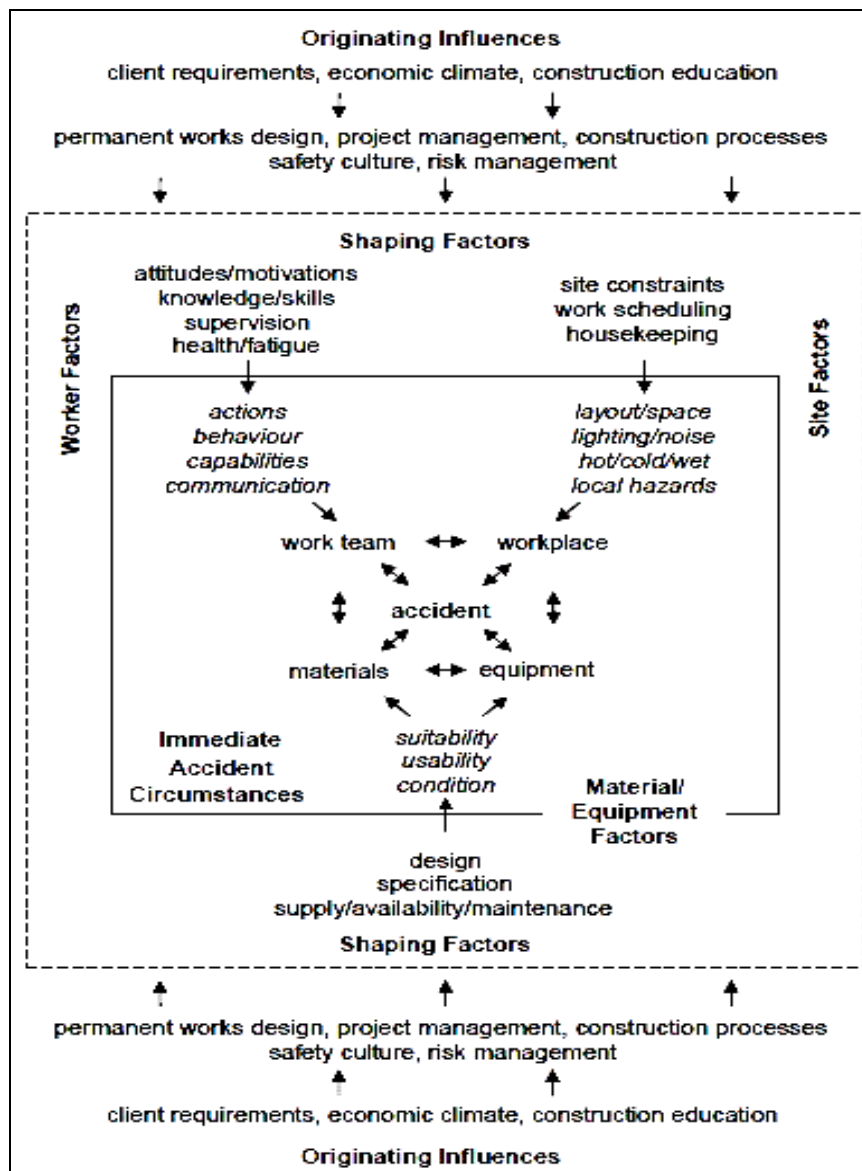 Originating Influences
client requirements, economic climate, construction education
permanent works design, project management, construction processes
safety culture, risk management
Shaping Factors
attitudes/motivations
knowledge/skills
supervision
health/fatigue
site constraints
work scheduling
housekeeping
Worker Factors
Site Factors
actions
behaviour
capabilities
communication
layout/space
lighting/noise
hot/cold/wet
local hazards
work team
workplace
accident
materials
equipment
Immediate
Accident
Circumstances
suitability
usability
condition
Material/
Equipment
Factors
design
specification
supply/availability/maintenance
Shaping Factors
permanent works design, project management, construction processes
safety culture, risk management
client requirements, economic climate, construction education
Originating Influences